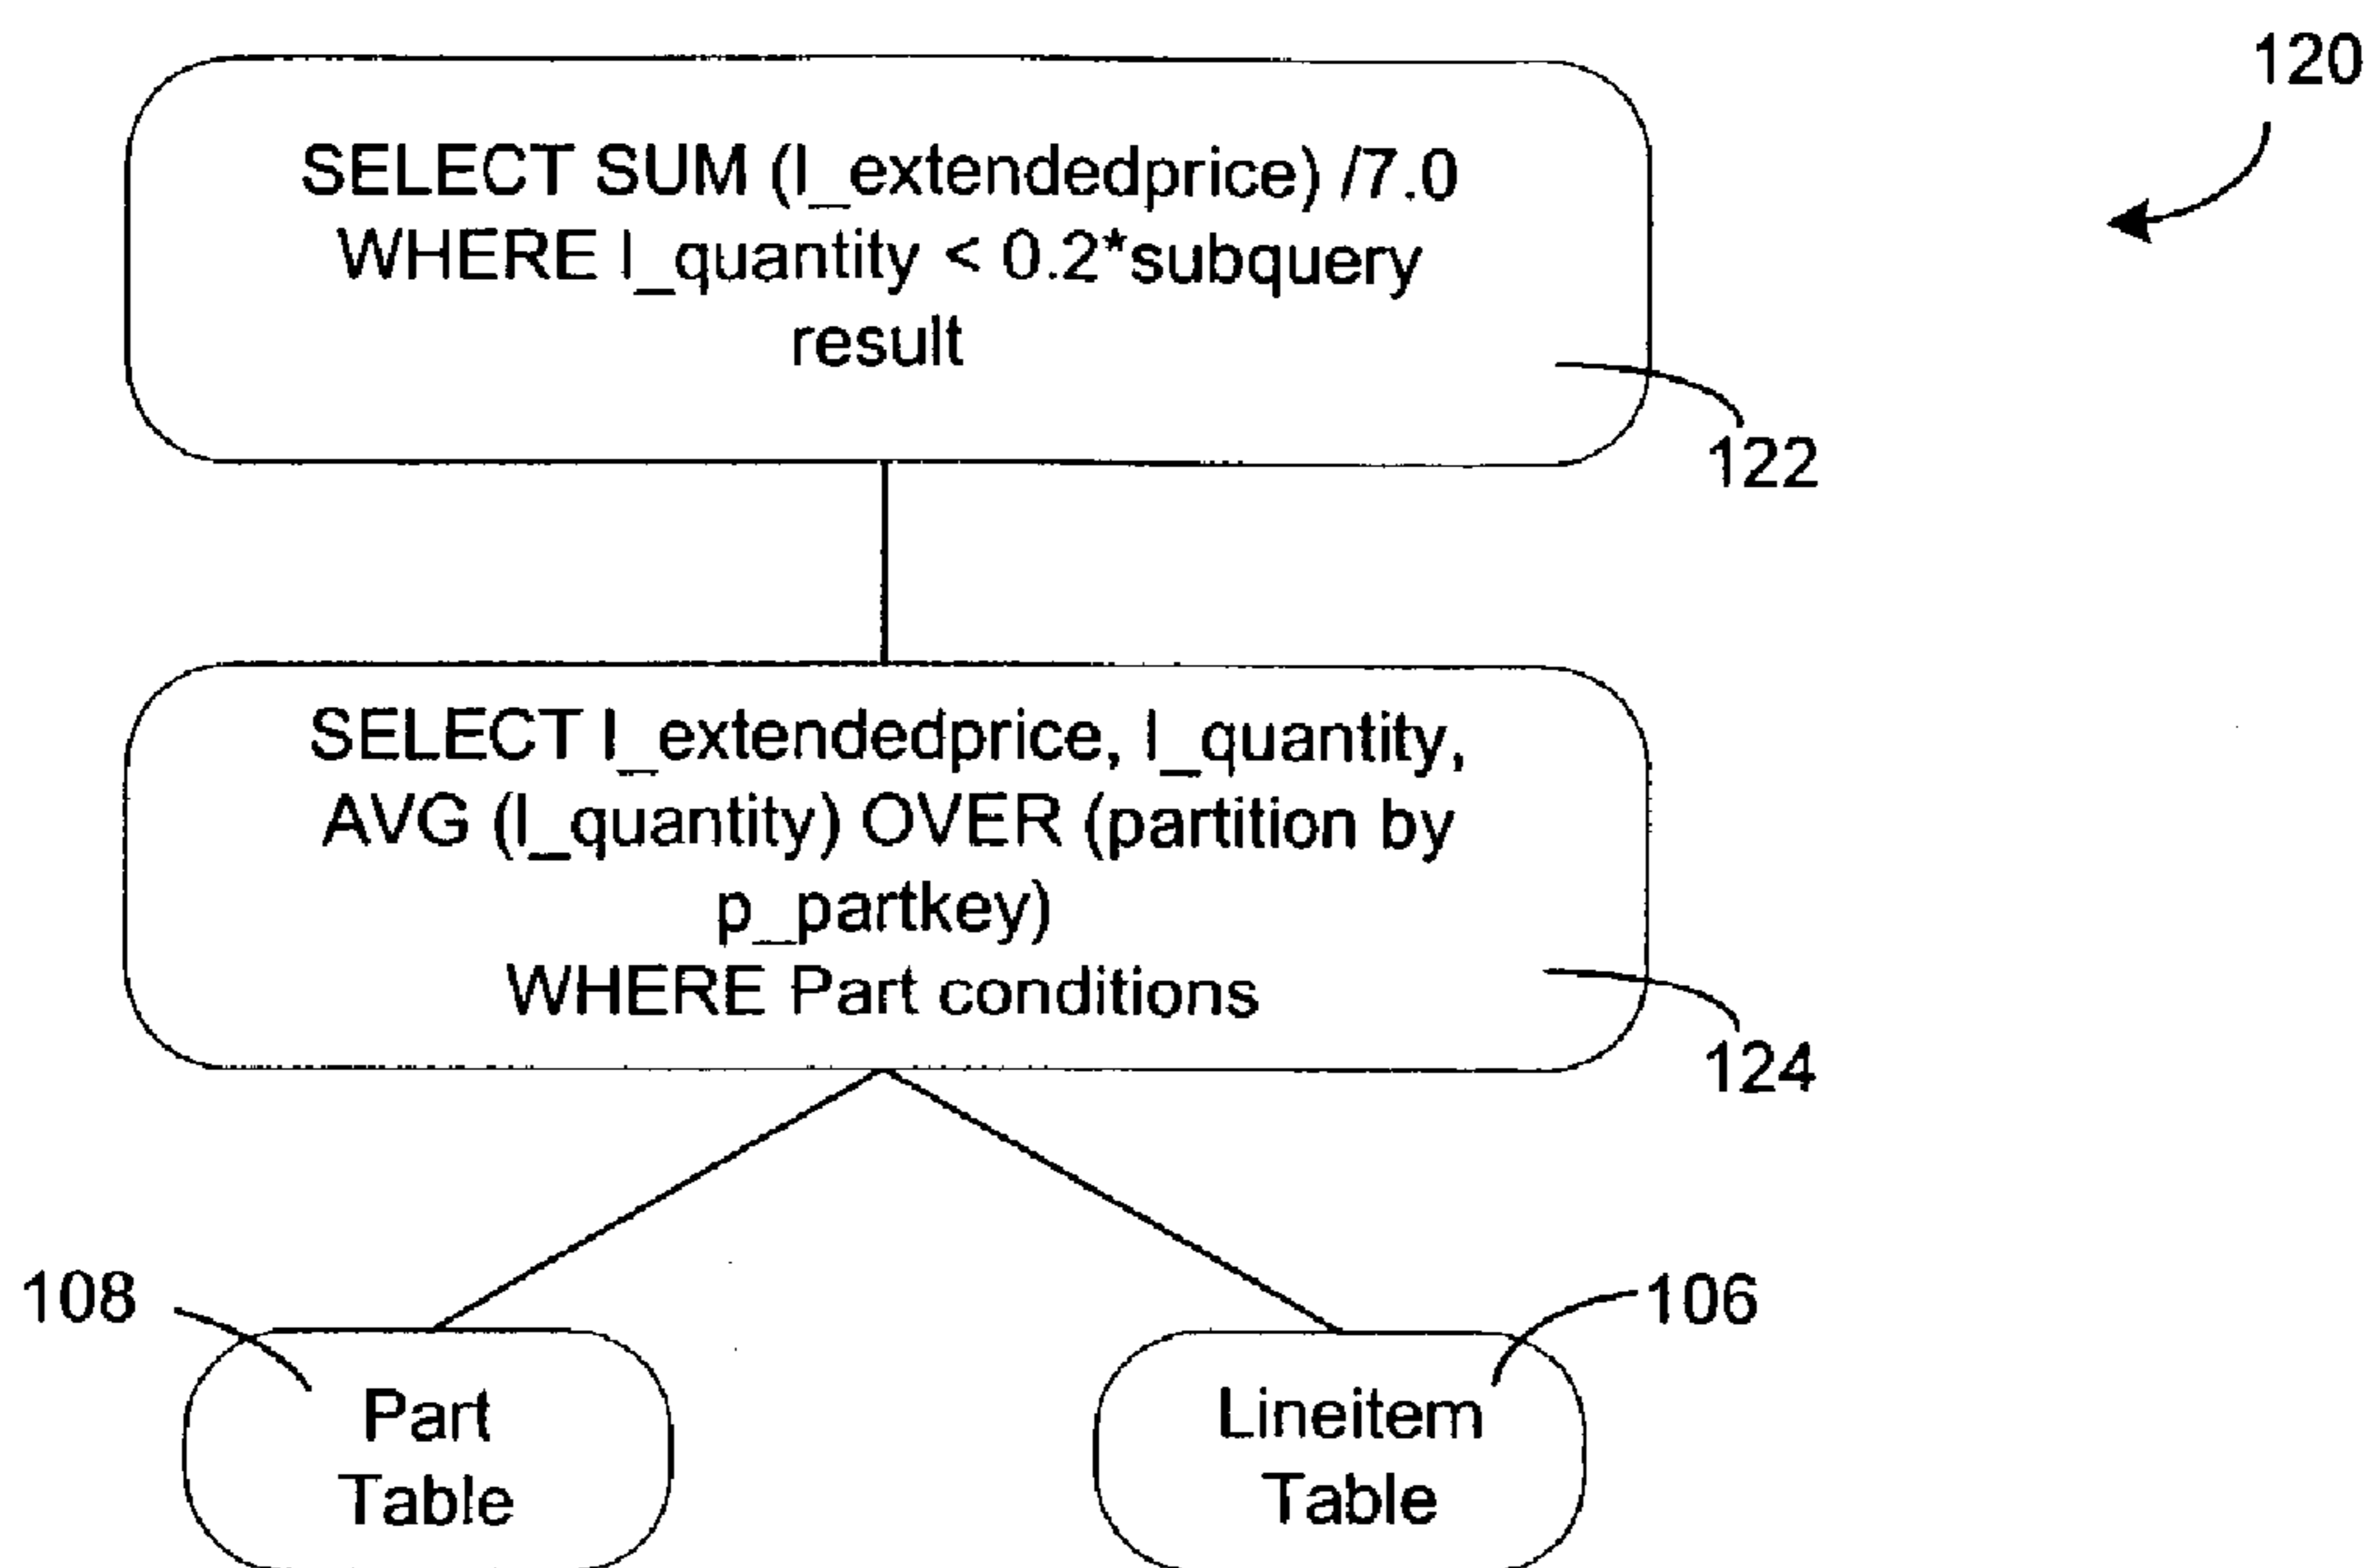 120
SELECT SUM (l_extendedprice) /7.0
WHERE l_quantity < 0.2*subquery
result
122
SELECT l_extendedprice, l_quantity,
AVG (l_quantity) OVER (partition by
p_partkey)
WHERE Part conditions
124
108
106
Part
Table
Lineitem
Table